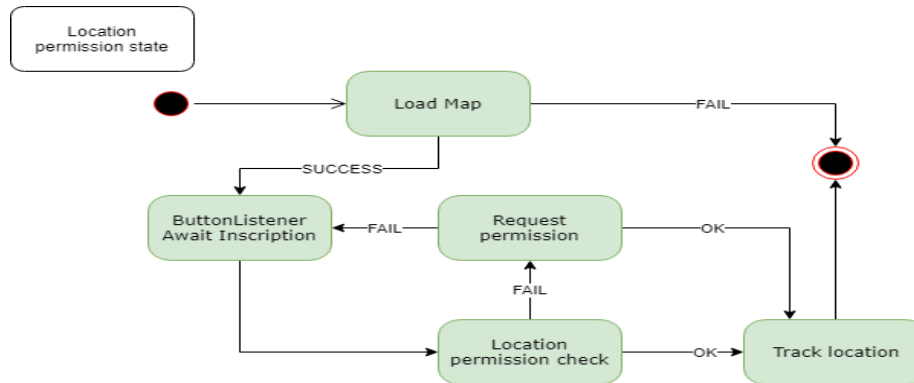 Location
permission state
Load Map
FAIL
SUCCESS
ButtonListener
Await Inscription
FAIL
Request
permission
OK
FAIL
Location
permission check
OK
Track location